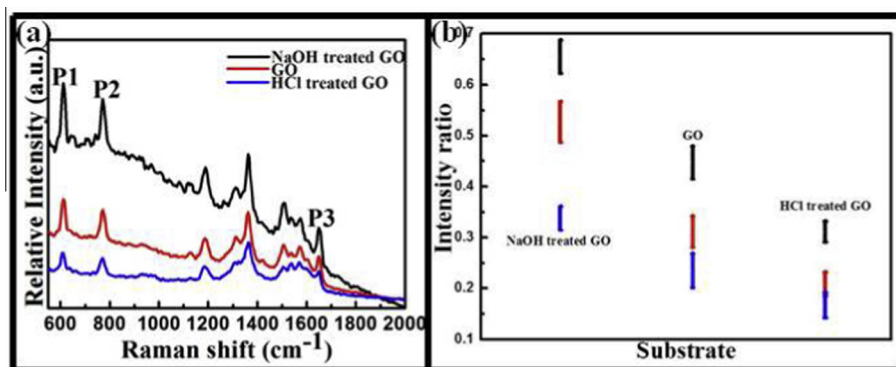 (a)
NaOH treated GO
GO
HCl treated GO
P1
P2
P3
Relative Intensity (a.u.)
600 800 1000 1200 1400 1600 1800 2000
Raman shift (cm-1)
(b)
0.7
0.6
0.5
0.4
0.3
0.2
0.1
Intensity ratio
NaOH treated GO
GO
HCl treated GO
Substrate